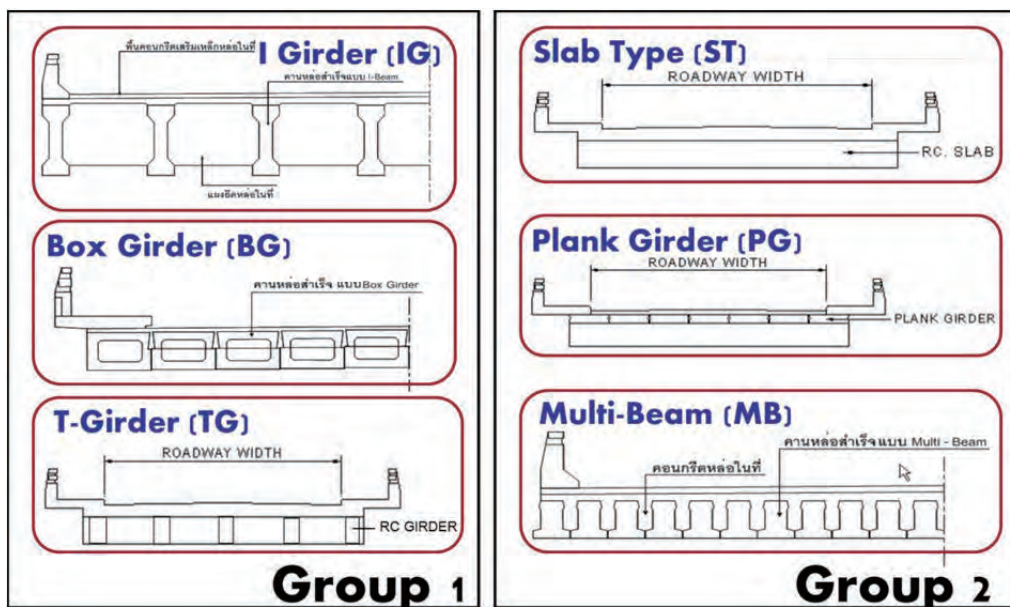 I Girder (IG)
พื้นคอนกรีตเสริมเหล็กหล่อในที่
คานหล่อสำเร็จแบบ I-Beam
แผงยึดหล่อในที่
Box Girder (BG)
คานหล่อสำเร็จ แบบBox Girder
T-Girder (TG)
ROADWAY WIDTH
RC GIRDER
Group 1
Slab Type (ST)
ROADWAY WIDTH
RC. SLAB
Plank Girder (PG)
ROADWAY WIDTH
PLANK GIRDER
Multi-Beam (MB)
คานหล่อสำเร็จแบบ Multi - Beam
คอนกรีตหล่อในที่
Group 2